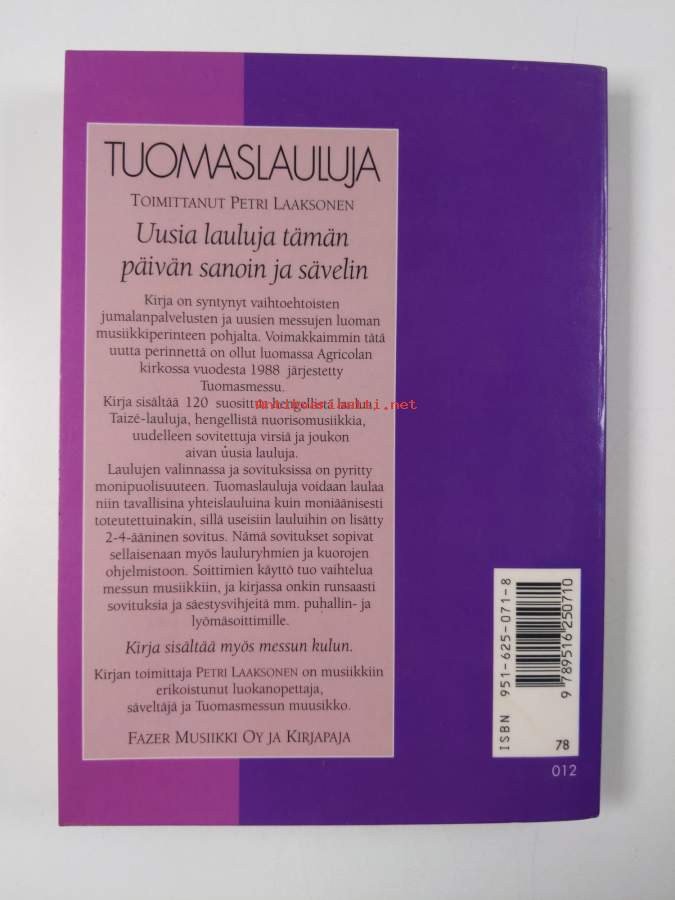 TUOMASLAULUJA
TOIMITTANUT PETRI LAAKSONEN
Uusia lauluja tämän
päivän sanoin ja sävelin
Kirja on syntynyt vaihtoehtoisten
jumalanpalvelusten ja uusien messujen luoman
musiikkiperinteen pohjalta. Voimakkaimmin tätä
uutta perinnettä on ollut luomassa Agricolan
kirkossa vuodesta 1988 järjestetty
Tuomasmessu.
Kirja sisältää 120 suosittua hengellistä laulua,
Taizé-lauluja, hengellistä nuorisomusiikkia,
uudelleen sovitettuja virsiä ja joukon
aivan uusia lauluja.
Laulujen valinnassa ja sovituksissa on pyritty
monipuolisuuteen. Tuomaslauluja voidaan laulaa
niin tavallisina yhteislauluina kuin moniäänisesti
toteutettuinakin, sillä useisiin lauluihin on lisätty
2-4-ääninen sovitus. Nämä sovitukset sopivat
sellaisenaan myös lauluryhmien ja kuorojen
ohjelmistoon. Soittimien käyttö tuo vaihtelua
messun musiikkiin, ja kirjassa onkin runsaasti
sovituksia ja säestysvihjeitä mm. puhallin- ja
lyömäsoittimille.
Kirja sisältää myös messun kulun.
Kirjan toimittaja PETRI LAAKSONEN on musiikkiin
erikoistunut luokanopettaja,
säveltäjä ja Tuomasmessun muusikko.
FAZER MUSIIKKI OY JA KIRJAPAJA
Antikvariaatti.net
ISBN 951-625-071-8
9 789516 250710
78
012